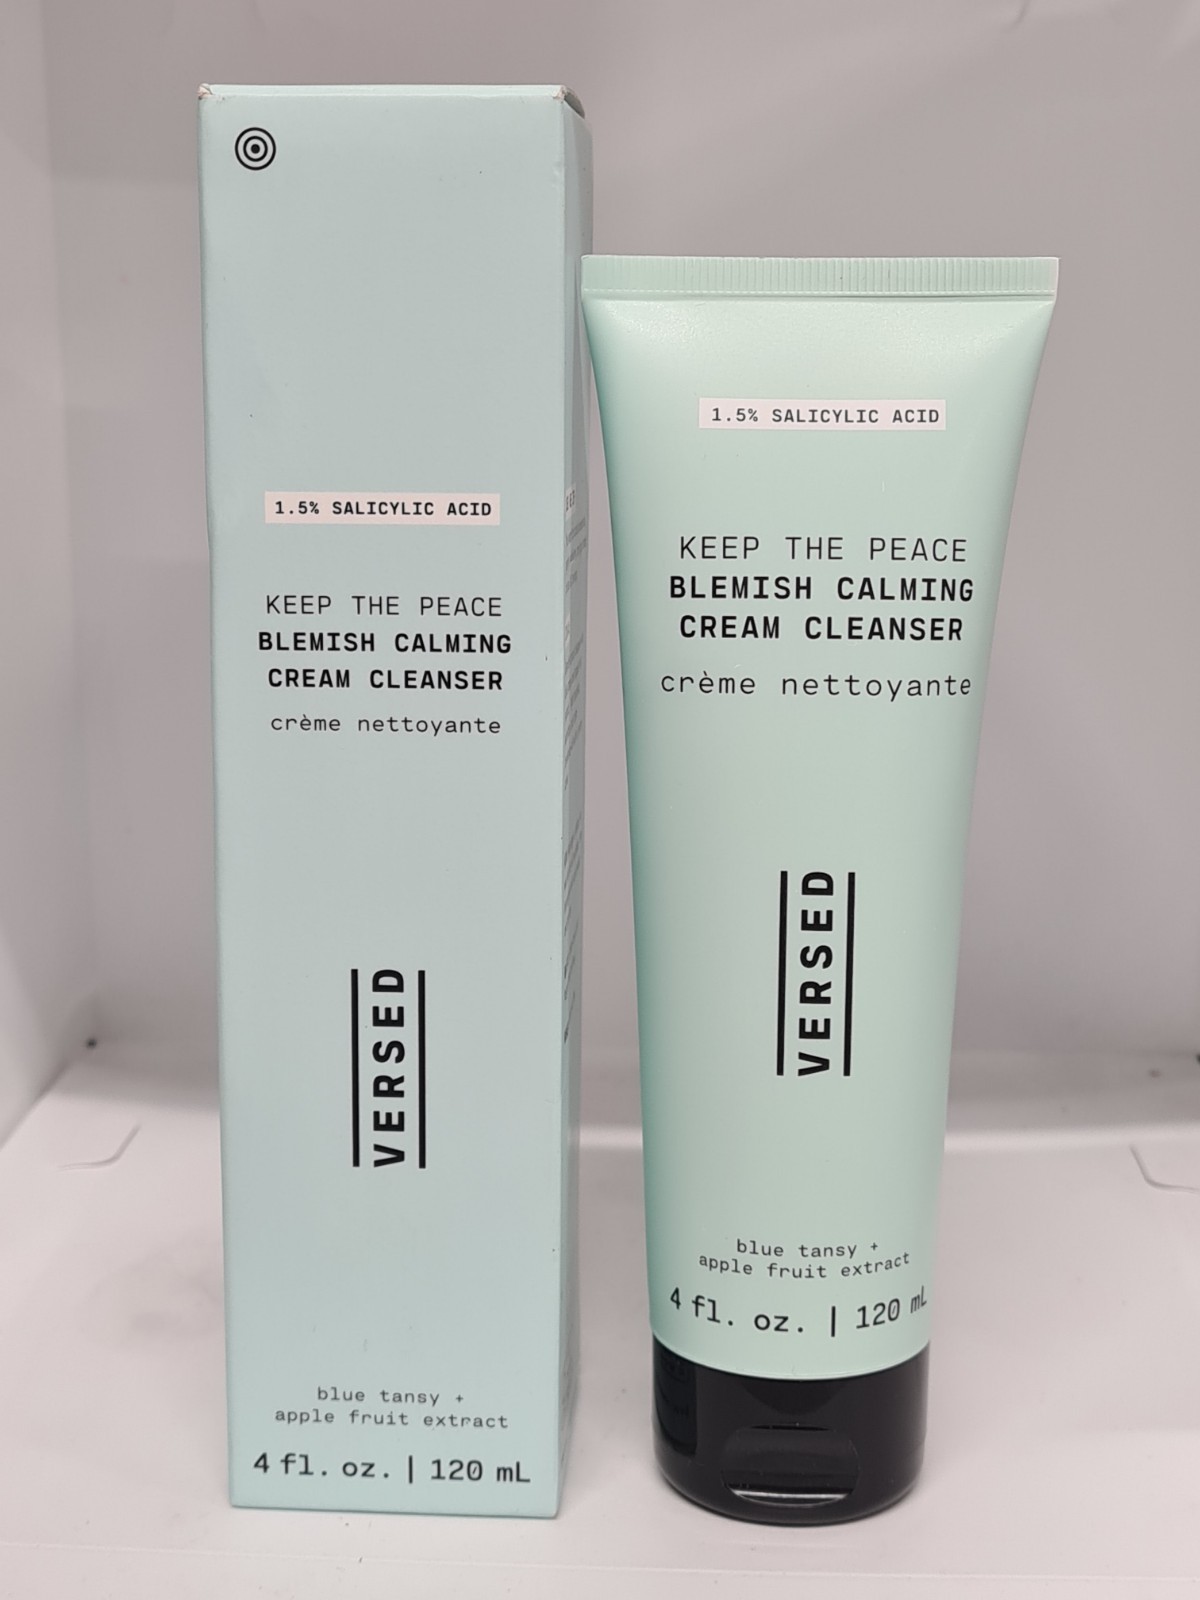 1.5% SALICYLIC ACID
KEEP THE PEACE
BLEMISH CALMING
CREAM CLEANSER
crème nettoyante
VERSED
blue tansy +
apple fruit extract
4 fl. oz. | 120 mL
1.5% SALICYLIC ACID
KEEP THE PEACE
BLEMISH CALMING
CREAM CLEANSER
crème nettoyante
VERSED
blue tansy +
apple fruit extract
4 fl. oz. | 120 mL